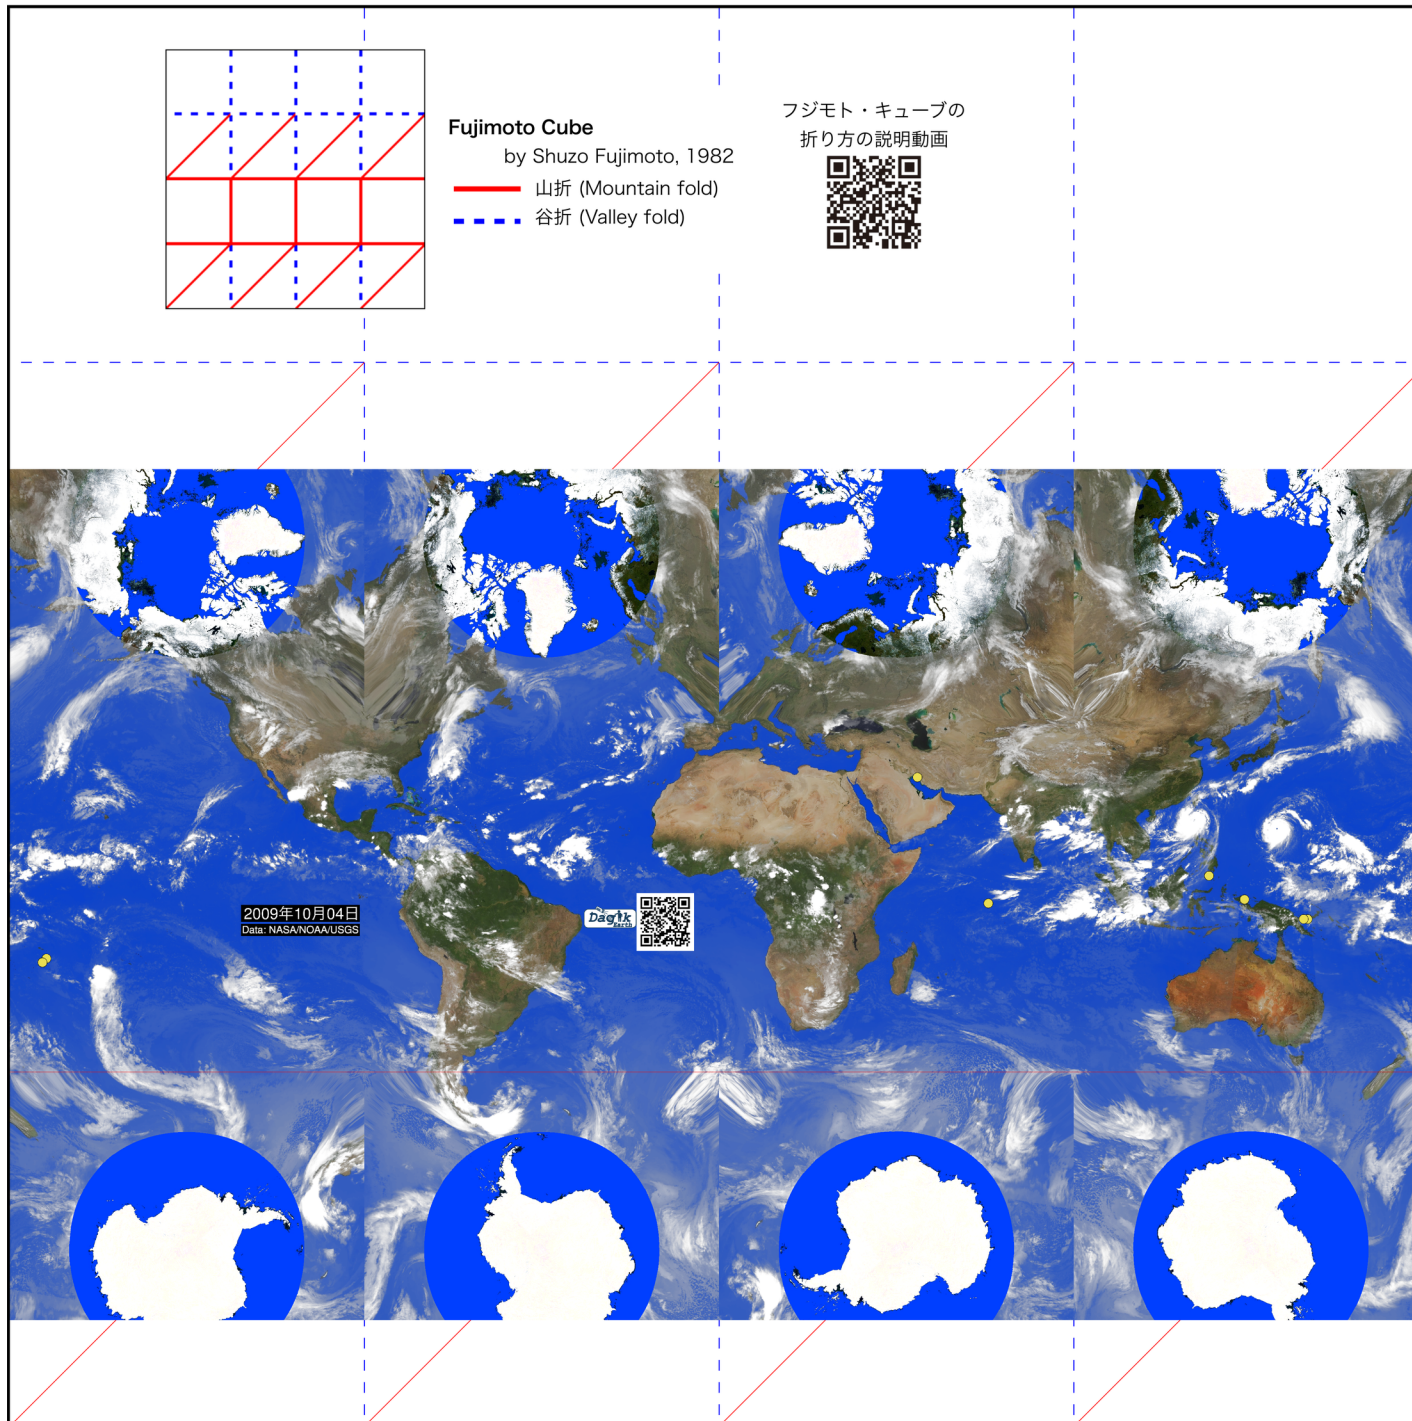 Fujimoto Cube
by Shuzo Fujimoto, 1982
山折 (Mountain fold)
谷折 (Valley fold)
フジモト・キューブの
折り方の説明動画
2009年10月04日
Data: NASA/NOAA/USGS
Dagik
Earth